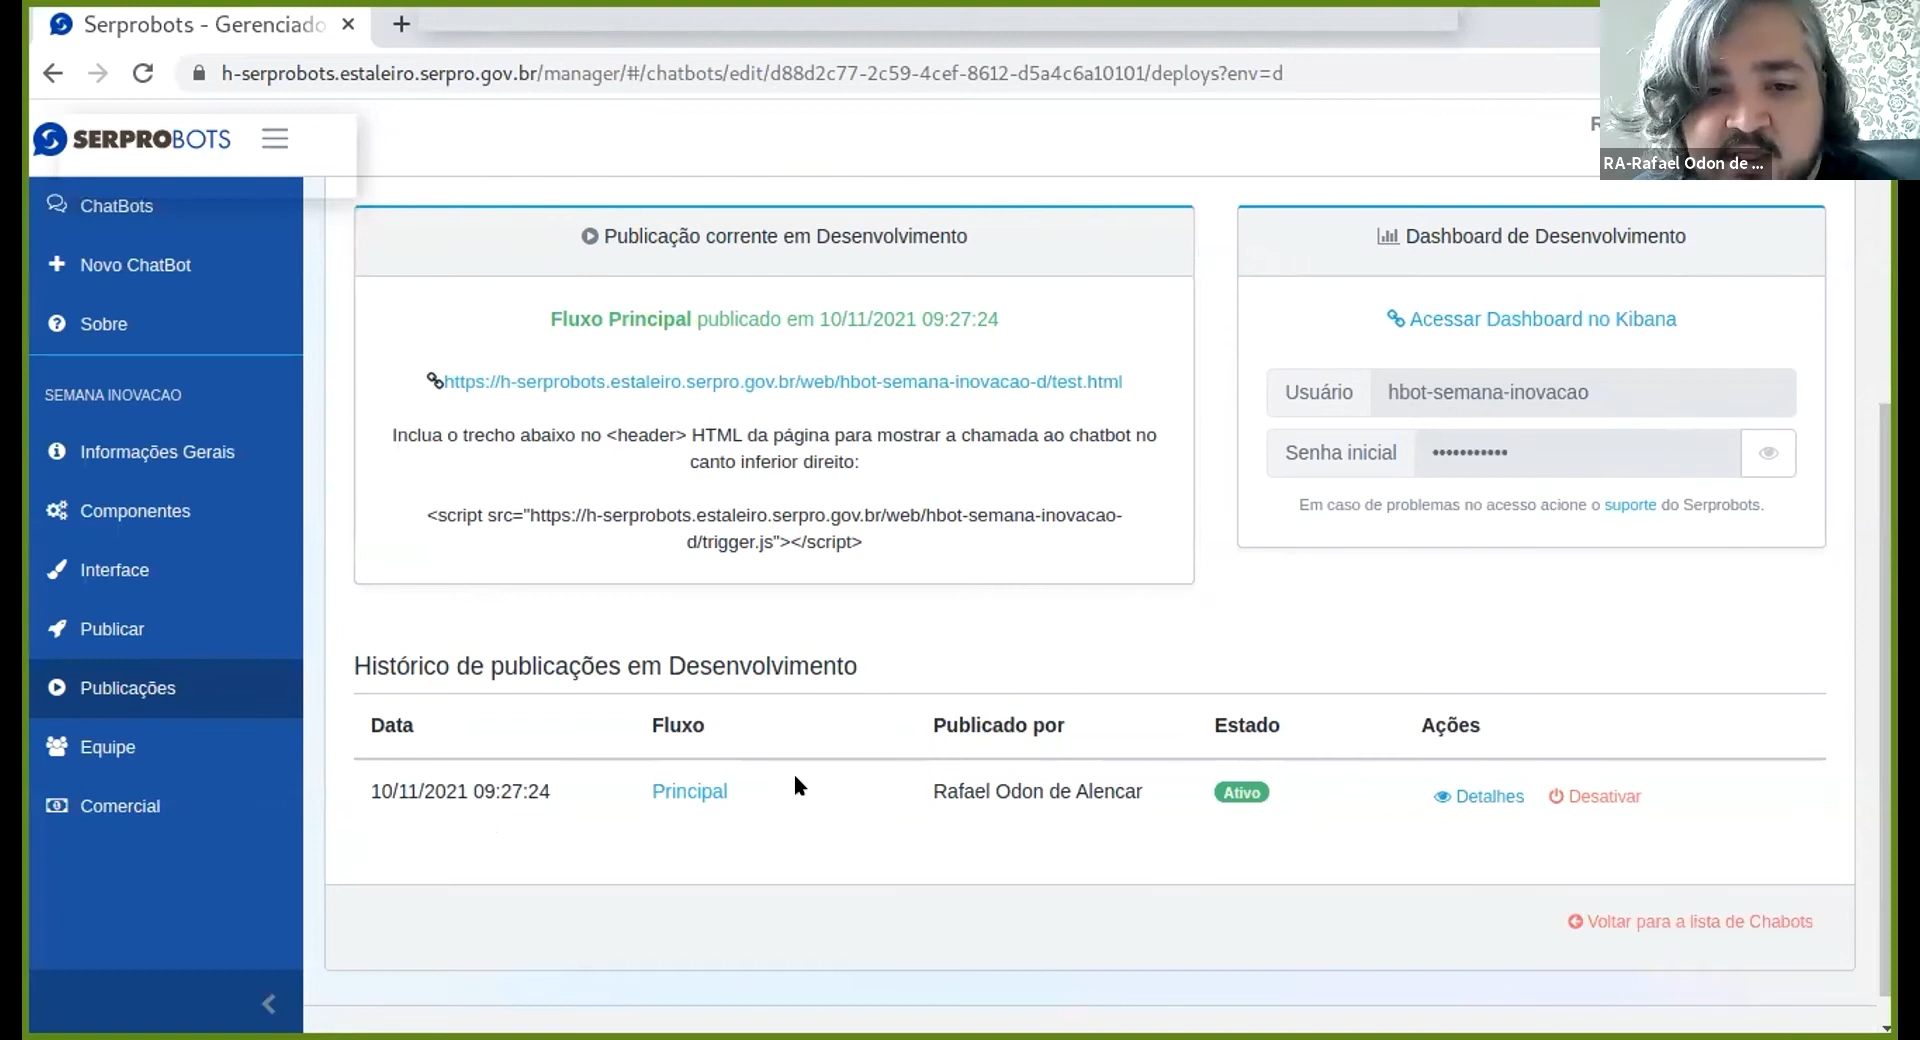 Serprobots - Gerenciado
h-serprobots.estaleiro.serpro.gov.br/manager/#/chatbots/edit/d88d2c77-2c59-4cef-8612-d5a4c6a10101/deploys?env=d
SERPROBOTS
R
RA-Rafael Odon de ...
ChatBots
Novo ChatBot
Sobre
SEMANA INOVACAO
Informações Gerais
Componentes
Interface
Publicar
Publicações
Equipe
Comercial
Publicação corrente em Desenvolvimento
Fluxo Principal publicado em 10/11/2021 09:27:24
https://h-serprobots.estaleiro.serpro.gov.br/web/hbot-semana-inovacao-d/test.html
Inclua o trecho abaixo no <header> HTML da página para mostrar a chamada ao chatbot no
canto inferior direito:
<script src="https://h-serprobots.estaleiro.serpro.gov.br/web/hbot-semana-inovacao-
d/trigger.js"></script>
Dashboard de Desenvolvimento
Acessar Dashboard no Kibana
Usuário hbot-semana-inovacao
Senha inicial •••••••••••
Em caso de problemas no acesso acione o suporte do Serprobots.
Histórico de publicações em Desenvolvimento
Data Fluxo Publicado por Estado Ações
10/11/2021 09:27:24 Principal Rafael Odon de Alencar Ativo Detalhes Desativar
Voltar para a lista de Chabots